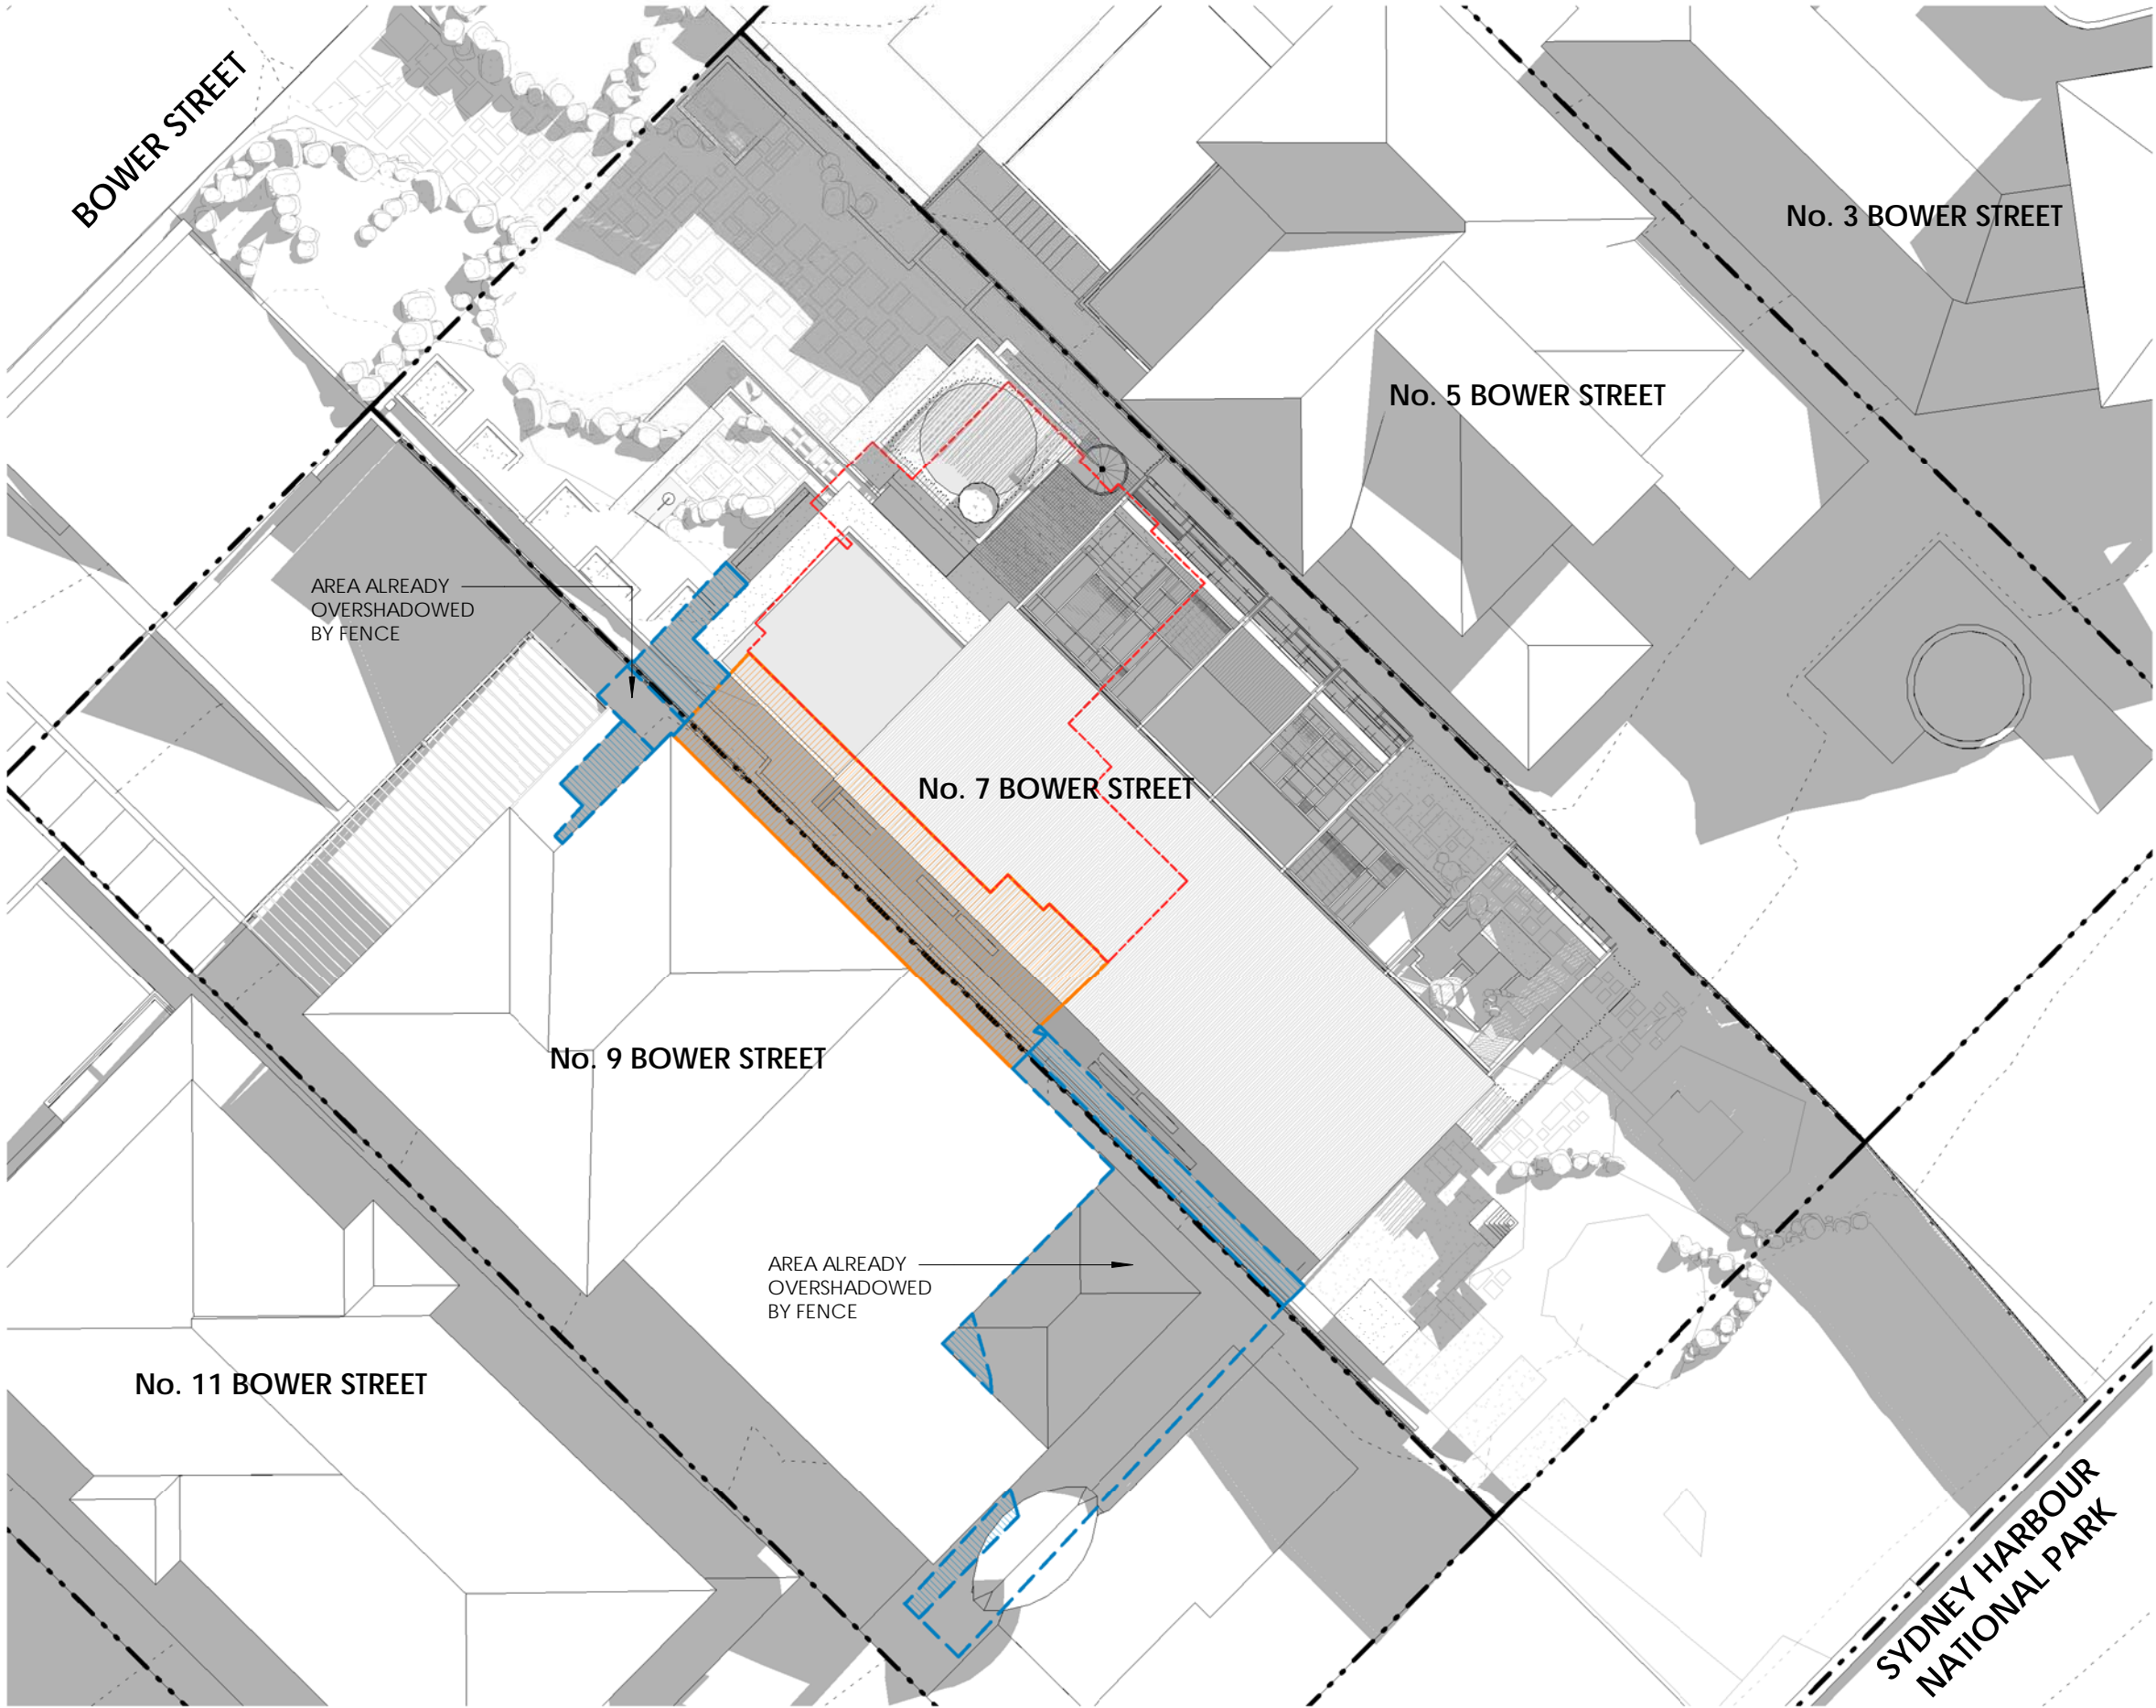 BOWER STREET
No. 3 BOWER STREET
No. 5 BOWER STREET
AREA ALREADY
OVERSHADOWED
BY FENCE
No. 7 BOWER STREET
No. 9 BOWER STREET
AREA ALREADY
OVERSHADOWED
BY FENCE
No. 11 BOWER STREET
SYDNEY HARBOUR
NATIONAL PARK